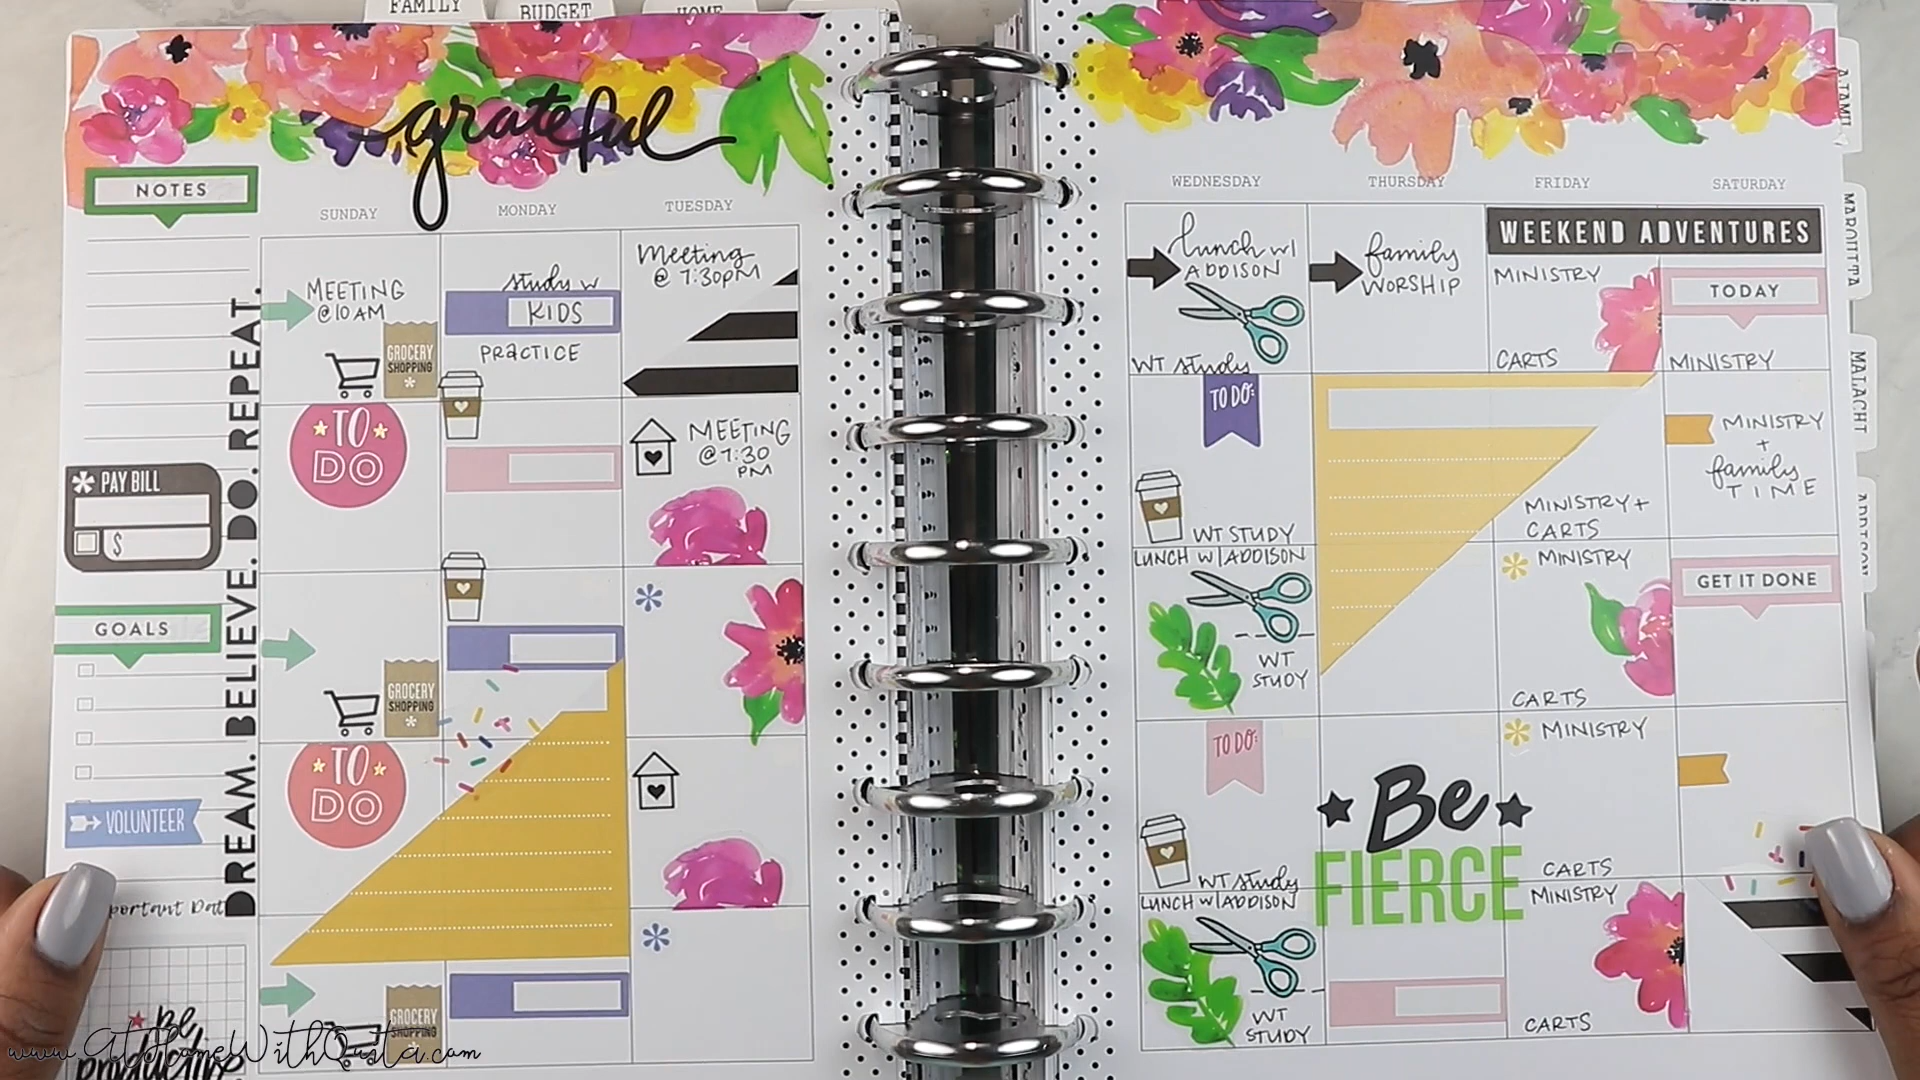 FAMILY
BUDGET
HOME
grateful
NOTES
SUNDAY
MONDAY
TUESDAY
MEETING
@10AM
GROCERY
SHOPPING
study w
KIDS
PRACTICE
Meeting
@ 7:30PM
DREAM. BELIEVE. DO. REPEAT.
PAY BILL
$
TO
DO
MEETING
@7:30
PM
GOALS
GROCERY
SHOPPING
VOLUNTEER
TO
DO
GROCERY
SHOPPING
Be
productive
www.AtHomeWithQuita.com
WEDNESDAY
THURSDAY
FRIDAY
SATURDAY
lunch w/
ADDISON
WT study
family
WORSHIP
WEEKEND ADVENTURES
MINISTRY
CARTS
TODAY
MINISTRY
TO DO:
WT STUDY
MINISTRY +
CARTS
MINISTRY
+
family
TIME
LUNCH W/ADDISON
WT
STUDY
MINISTRY
CARTS
GET IT DONE
TO DO:
WT study
Be
FIERCE
MINISTRY
CARTS
LUNCH W/ADDISON
WT
STUDY
MINISTRY
CARTS
MALACHI
ADDISON